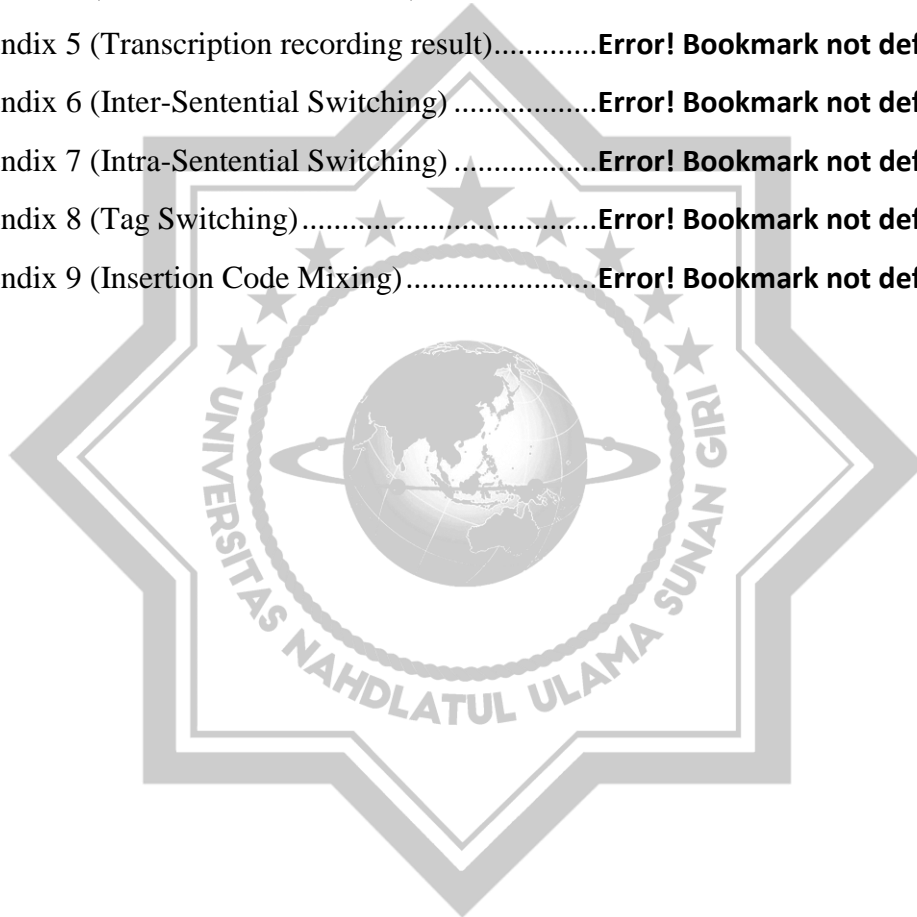 ndix 5 (Transcription recording result).............Error! Bookmark not def
ndix 6 (Inter-Sentential Switching) ..................Error! Bookmark not def
ndix 7 (Intra-Sentential Switching) ..................Error! Bookmark not def
ndix 8 (Tag Switching)......................................Error! Bookmark not def
ndix 9 (Insertion Code Mixing)........................Error! Bookmark not def
UNIVERSITAS NAHDLATUL ULAMA SUNAN GIRI